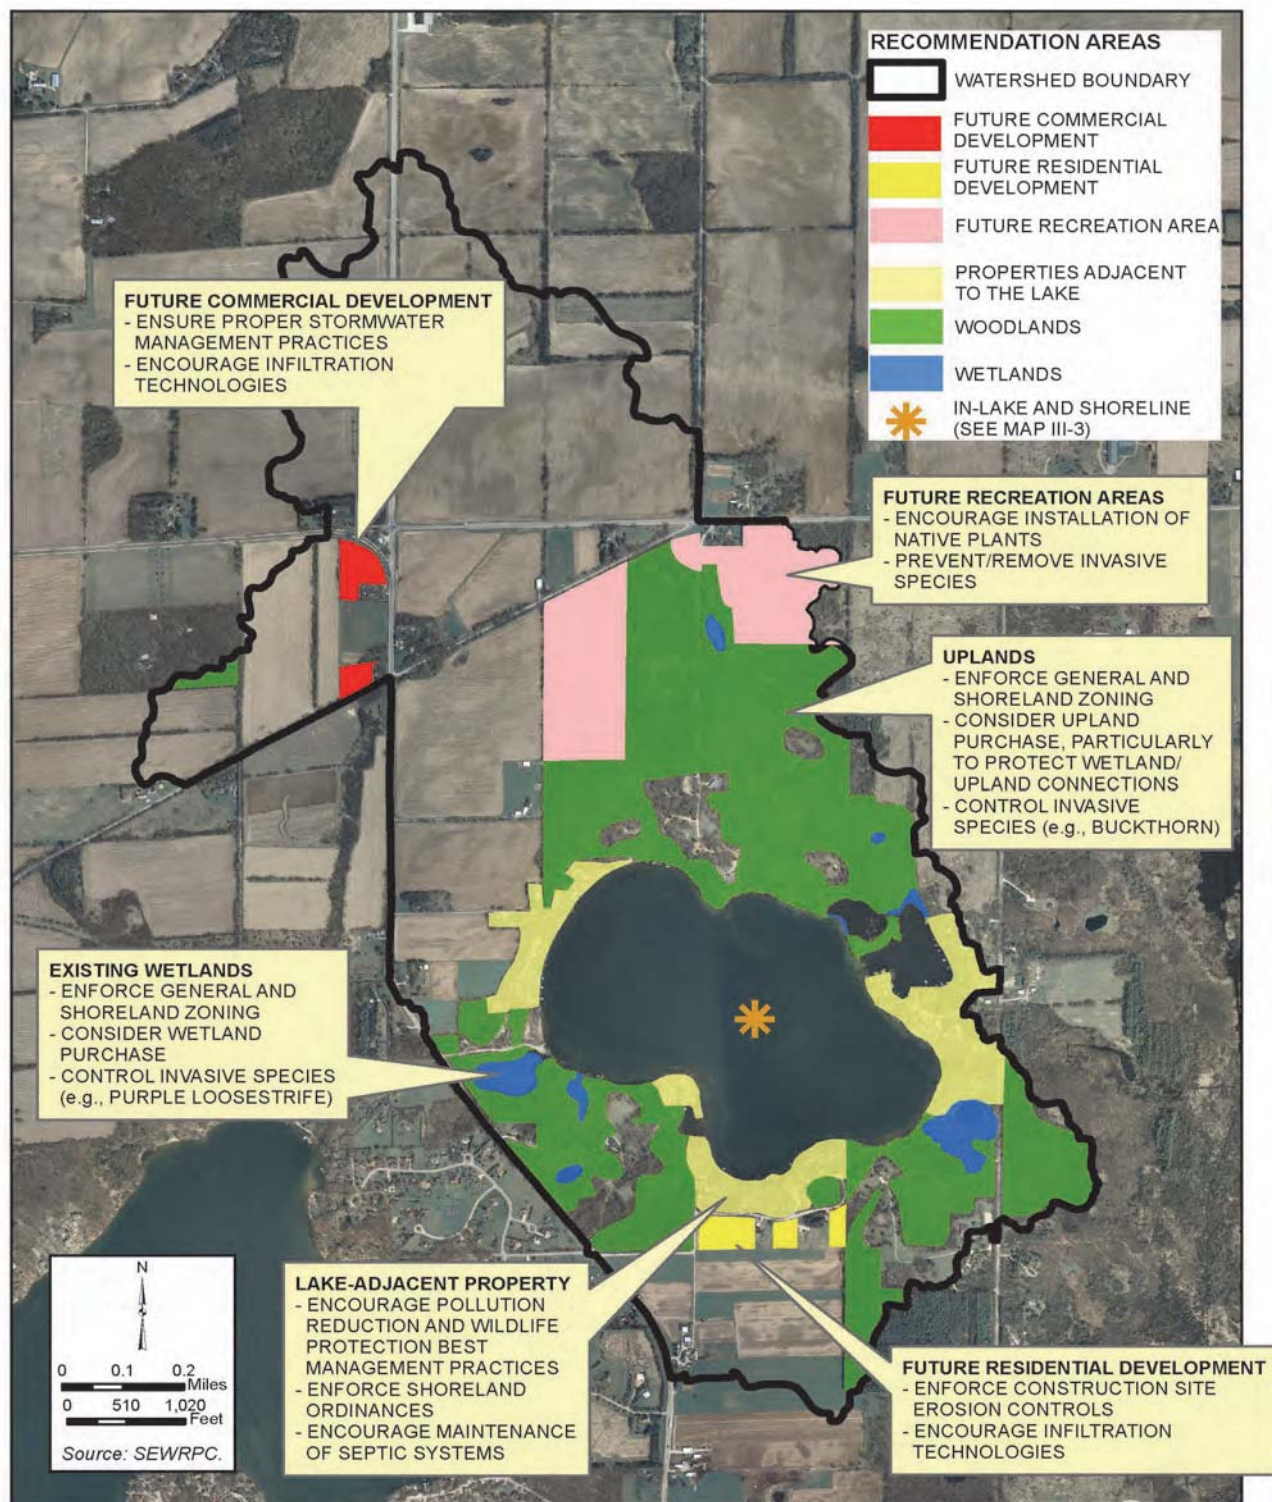 RECOMMENDATION AREAS
WATERSHED BOUNDARY
FUTURE COMMERCIAL
DEVELOPMENT
FUTURE RESIDENTIAL
DEVELOPMENT
FUTURE RECREATION AREA
PROPERTIES ADJACENT
TO THE LAKE
WOODLANDS
WETLANDS
IN-LAKE AND SHORELINE
(SEE MAP III-3)
FUTURE COMMERCIAL DEVELOPMENT
- ENSURE PROPER STORMWATER
MANAGEMENT PRACTICES
- ENCOURAGE INFILTRATION
TECHNOLOGIES
FUTURE RECREATION AREAS
- ENCOURAGE INSTALLATION OF
NATIVE PLANTS
- PREVENT/REMOVE INVASIVE
SPECIES
UPLANDS
- ENFORCE GENERAL AND
SHORELAND ZONING
- CONSIDER UPLAND
PURCHASE, PARTICULARLY
TO PROTECT WETLAND/
UPLAND CONNECTIONS
- CONTROL INVASIVE
SPECIES (e.g., BUCKTHORN)
EXISTING WETLANDS
- ENFORCE GENERAL AND
SHORELAND ZONING
- CONSIDER WETLAND
PURCHASE
- CONTROL INVASIVE SPECIES
(e.g., PURPLE LOOSESTRIFE)
LAKE-ADJACENT PROPERTY
- ENCOURAGE POLLUTION
REDUCTION AND WILDLIFE
PROTECTION BEST
MANAGEMENT PRACTICES
- ENFORCE SHORELAND
ORDINANCES
- ENCOURAGE MAINTENANCE
OF SEPTIC SYSTEMS
FUTURE RESIDENTIAL DEVELOPMENT
- ENFORCE CONSTRUCTION SITE
EROSION CONTROLS
- ENCOURAGE INFILTRATION
TECHNOLOGIES
N
0 0.1 0.2
Miles
0 510 1,020
Feet
Source: SEWRPC.